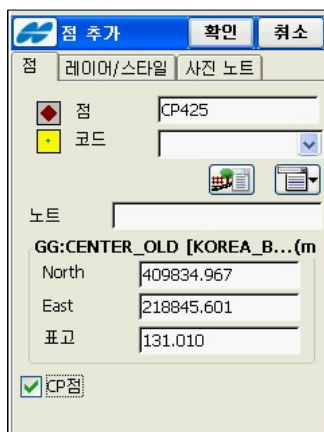 점 추가 확인 취소
점 레이어/스타일 사진 노트
점 CP425
코드
노트
GG:CENTER_OLD [KOREA_B...(m
North 409834.967
East 218845.601
표고 131.010
CP점